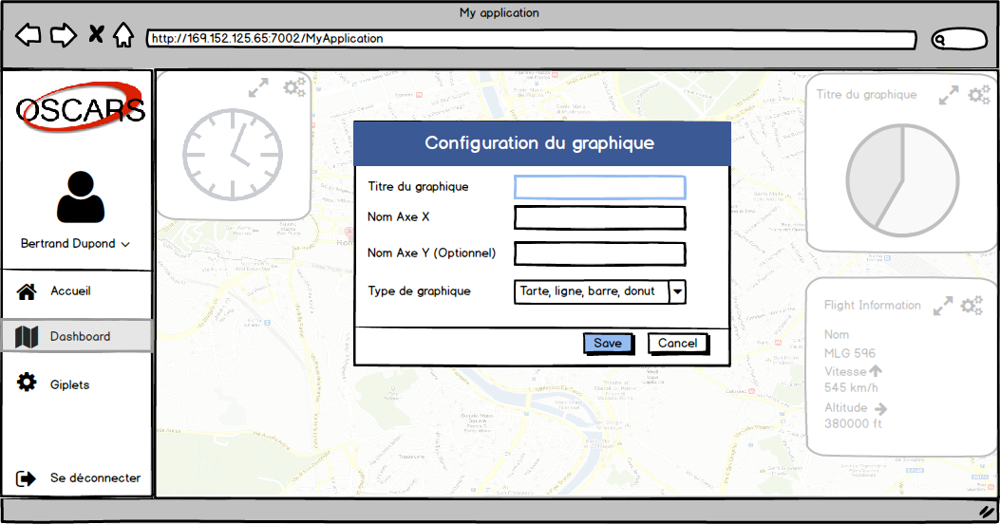 My application
http://169.152.125.65:7002/MyApplication
OSCARS
Bertrand Dupond
Accueil
Dashboard
Giplets
Se déconnecter
Configuration du graphique
Titre du graphique
Nom Axe X
Nom Axe Y (Optionnel)
Type de graphique
Tarte, ligne, barre, donut
Save
Cancel
Titre du graphique
Flight Information
Nom
MLG 596
Vitesse
545 km/h
Altitude
380000 ft